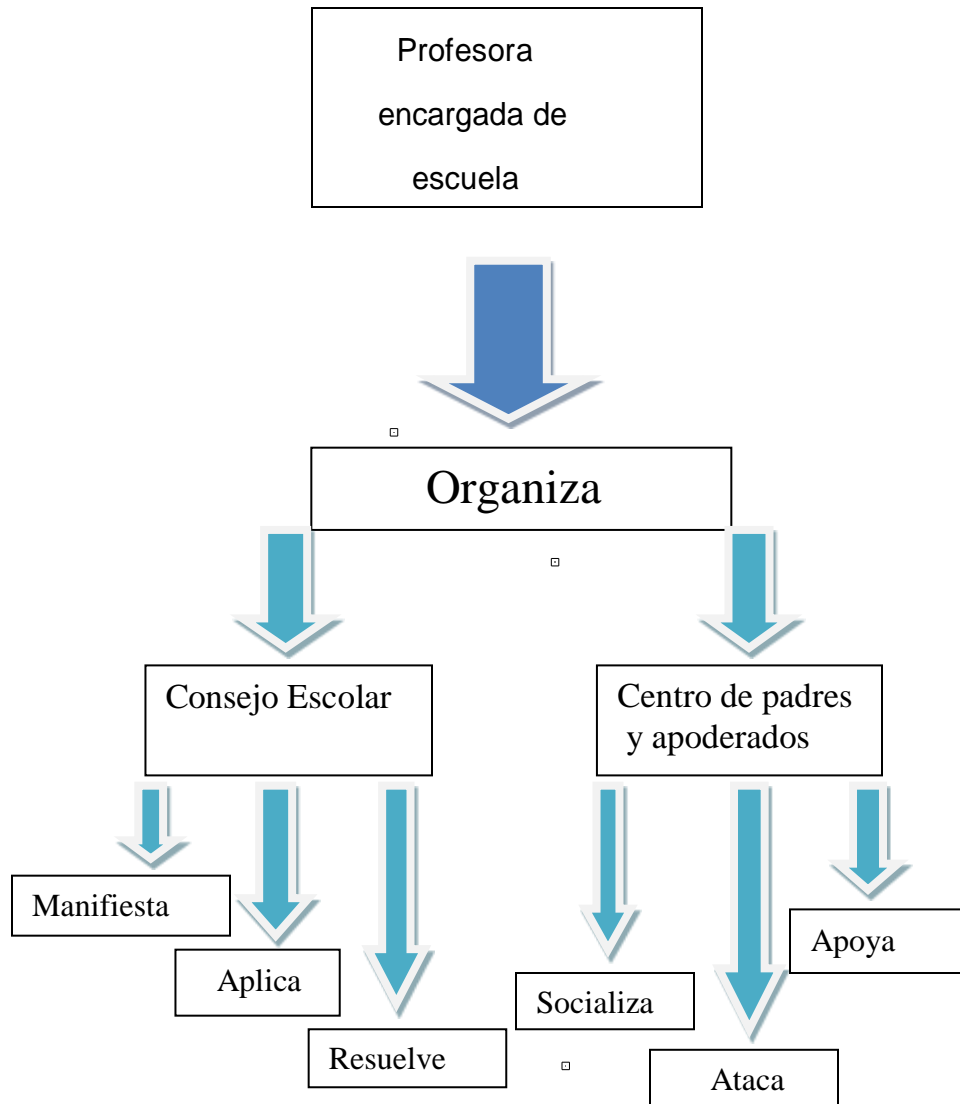 Profesora
encargada de
escuela
Organiza
Consejo Escolar
Centro de padres
y apoderados
Manifiesta
Aplica
Resuelve
Socializa
Ataca
Apoya